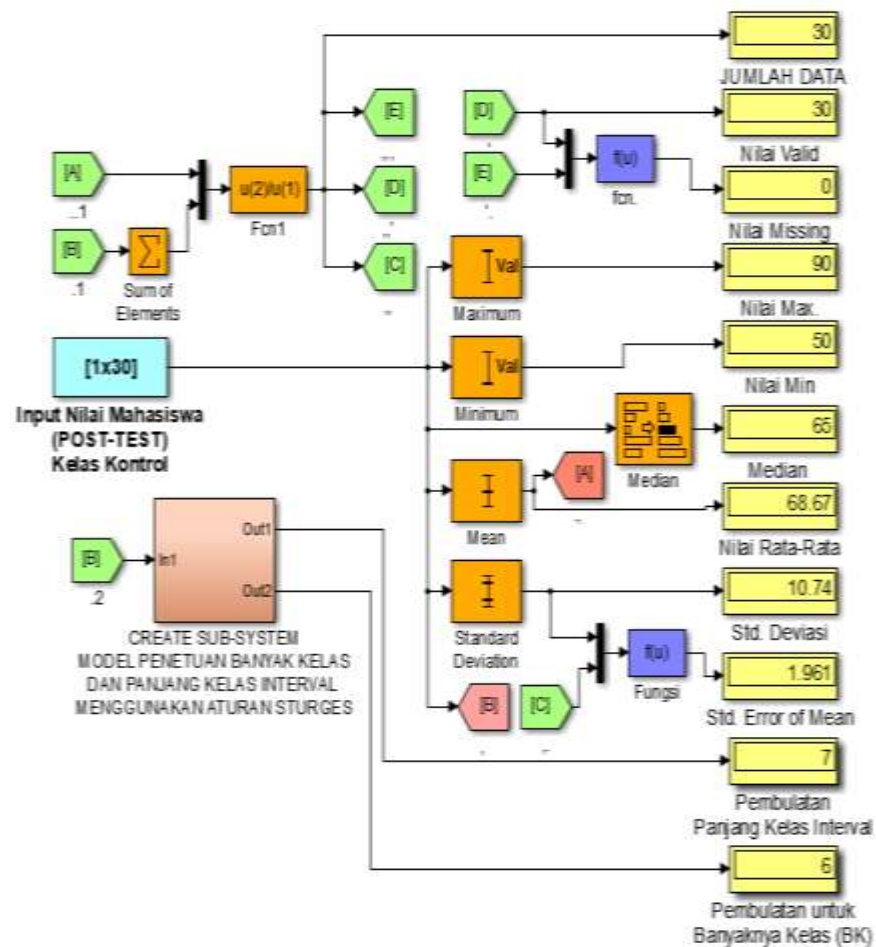 30
JUMLAH DATA
[E]
[D]
30
Nilai Valid
[A]
..1
u(2)/u(1)
Fcn1
[D]
[E]
f(u)
fcn.
0
Nilai Missing
[B]
.1
Sum of
Elements
[C]
Val
Maximum
90
Nilai Max.
[1x30]
Input Nilai Mahasiswa
(POST-TEST)
Kelas Kontrol
Val
Minimum
50
Nilai Min
Median
65
Median
Mean
[A]
68.67
Nilai Rata-Rata
[B]
.2
In1
Out1
Out2
CREATE SUB-SYSTEM
MODEL PENETUAN BANYAK KELAS
DAN PANJANG KELAS INTERVAL
MENGGUNAKAN ATURAN STURGES
Standard
Deviation
10.74
Std. Deviasi
[B]
[C]
f(u)
Fungsi
1.961
Std. Error of Mean
7
Pembulatan
Panjang Kelas Interval
6
Pembulatan untuk
Banyaknya Kelas (BK)